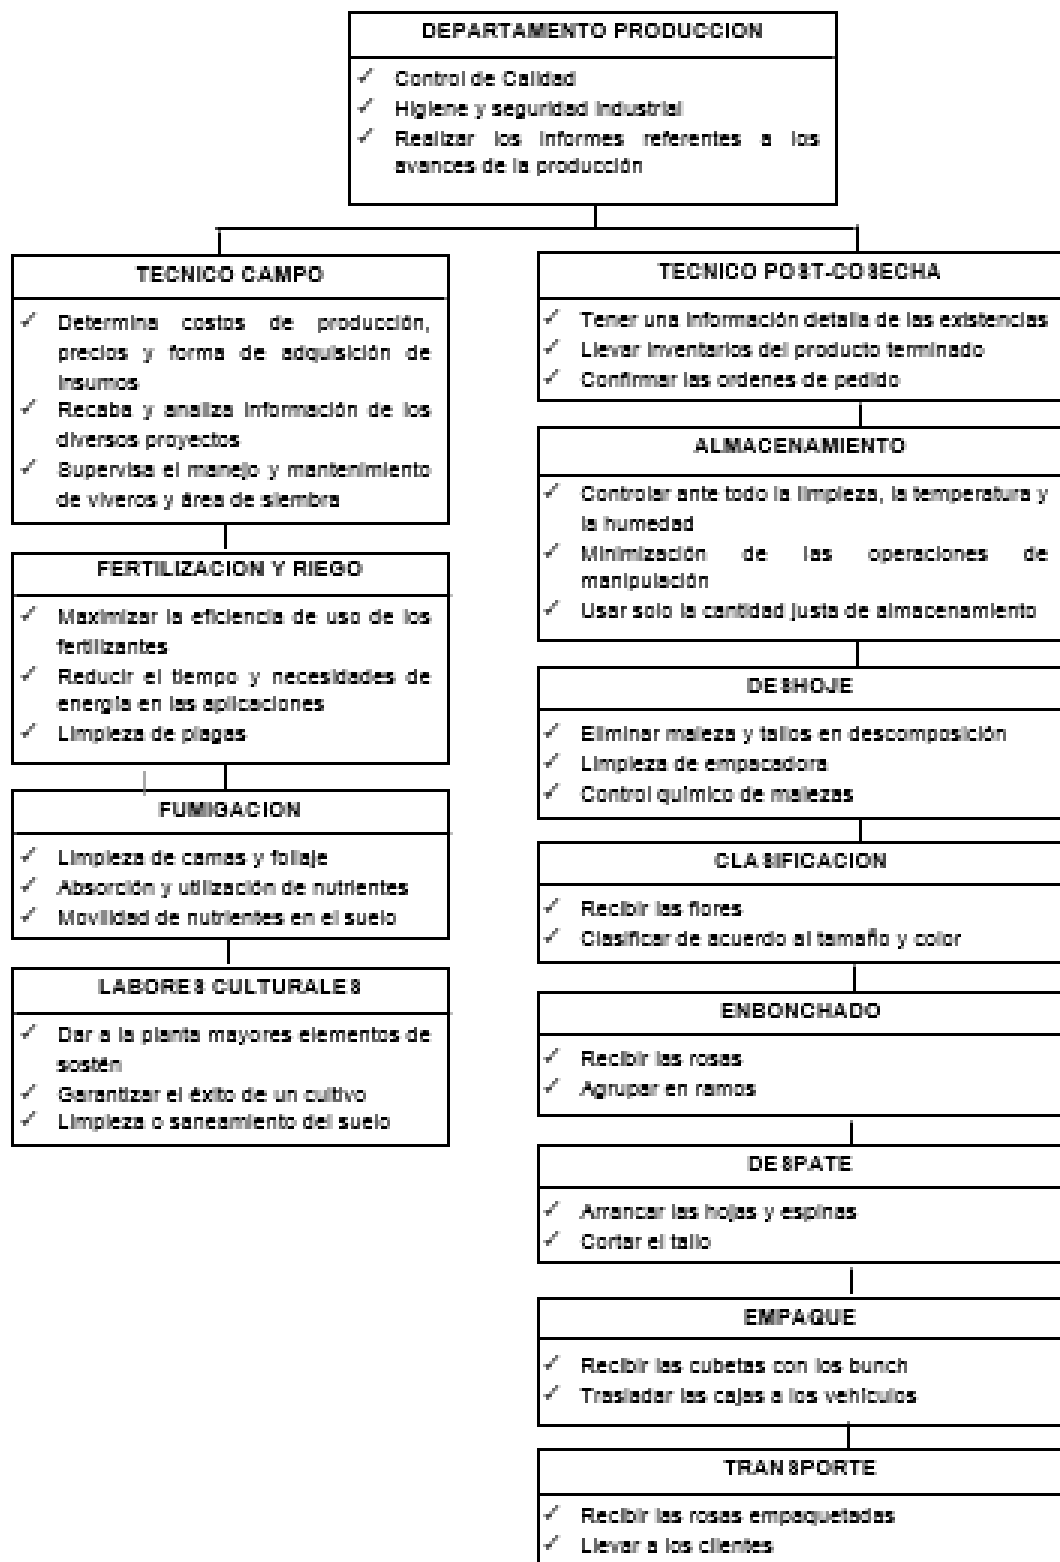 DEPARTAMENTO PRODUCCION
✓ Control de Calidad
✓ Higiene y seguridad industrial
✓ Realizar los informes referentes a los
avances de la producción
TECNICO CAMPO
✓ Determina costos de producción,
precios y forma de adquisición de
insumos
✓ Recaba y analiza información de los
diversos proyectos
✓ Supervisa el manejo y mantenimiento
de viveros y área de siembra
FERTILIZACION Y RIEGO
✓ Maximizar la eficiencia de uso de los
fertilizantes
✓ Reducir el tiempo y necesidades de
energía en las aplicaciones
✓ Limpieza de plagas
FUMIGACION
✓ Limpieza de camas y follaje
✓ Absorción y utilización de nutrientes
✓ Movilidad de nutrientes en el suelo
LABORES CULTURALES
✓ Dar a la planta mayores elementos de
sostén
✓ Garantizar el éxito de un cultivo
✓ Limpieza o saneamiento del suelo
TECNICO POST-COSECHA
✓ Tener una información detalla de las existencias
✓ Llevar inventarios del producto terminado
✓ Confirmar las ordenes de pedido
ALMACENAMIENTO
✓ Controlar ante todo la limpieza, la temperatura y
la humedad
✓ Minimización de las operaciones de
manipulación
✓ Usar solo la cantidad justa de almacenamiento
DESHOJE
✓ Eliminar maleza y tallos en descomposición
✓ Limpieza de empacadora
✓ Control químico de malezas
CLASIFICACION
✓ Recibir las flores
✓ Clasificar de acuerdo al tamaño y color
ENBONCHADO
✓ Recibir las rosas
✓ Agrupar en ramos
DESPATE
✓ Arrancar las hojas y espinas
✓ Cortar el tallo
EMPAQUE
✓ Recibir las cubetas con los bunch
✓ Trasladar las cajas a los vehículos
TRANSPORTE
✓ Recibir las rosas empaquetadas
✓ Llevar a los clientes